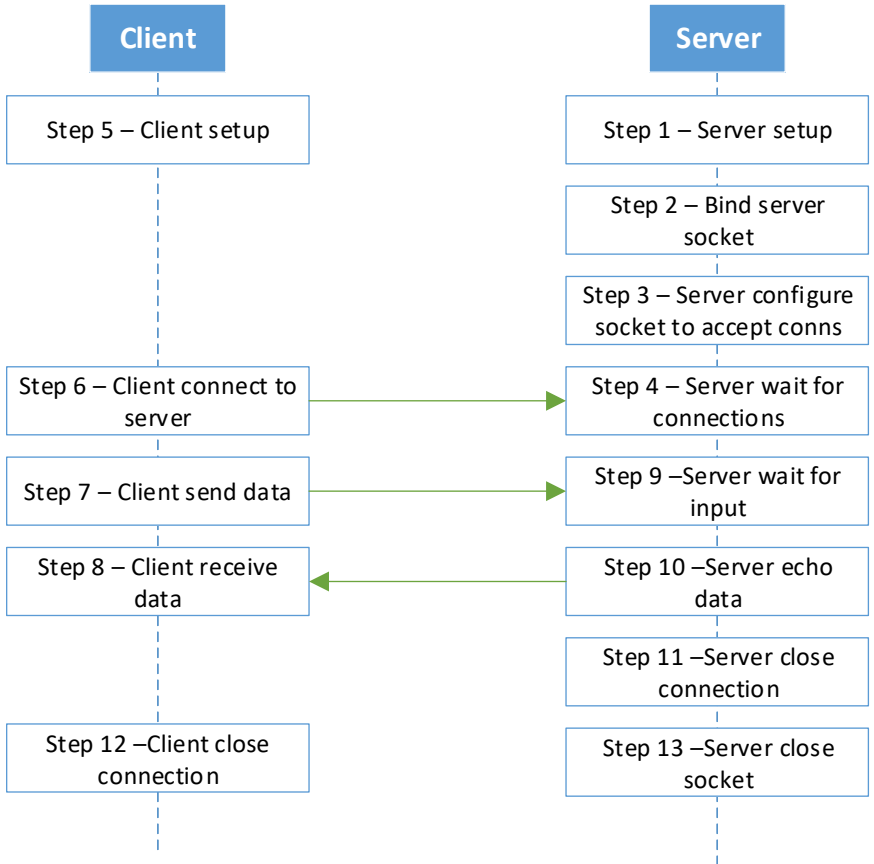 Client
Server
Step 5 – Client setup
Step 1 – Server setup
Step 2 – Bind server
socket
Step 3 – Server configure
socket to accept conns
Step 6 – Client connect to
server
Step 4 – Server wait for
connections
Step 7 – Client send data
Step 9 –Server wait for
input
Step 8 – Client receive
data
Step 10 –Server echo
data
Step 11 –Server close
connection
Step 12 –Client close
connection
Step 13 –Server close
socket